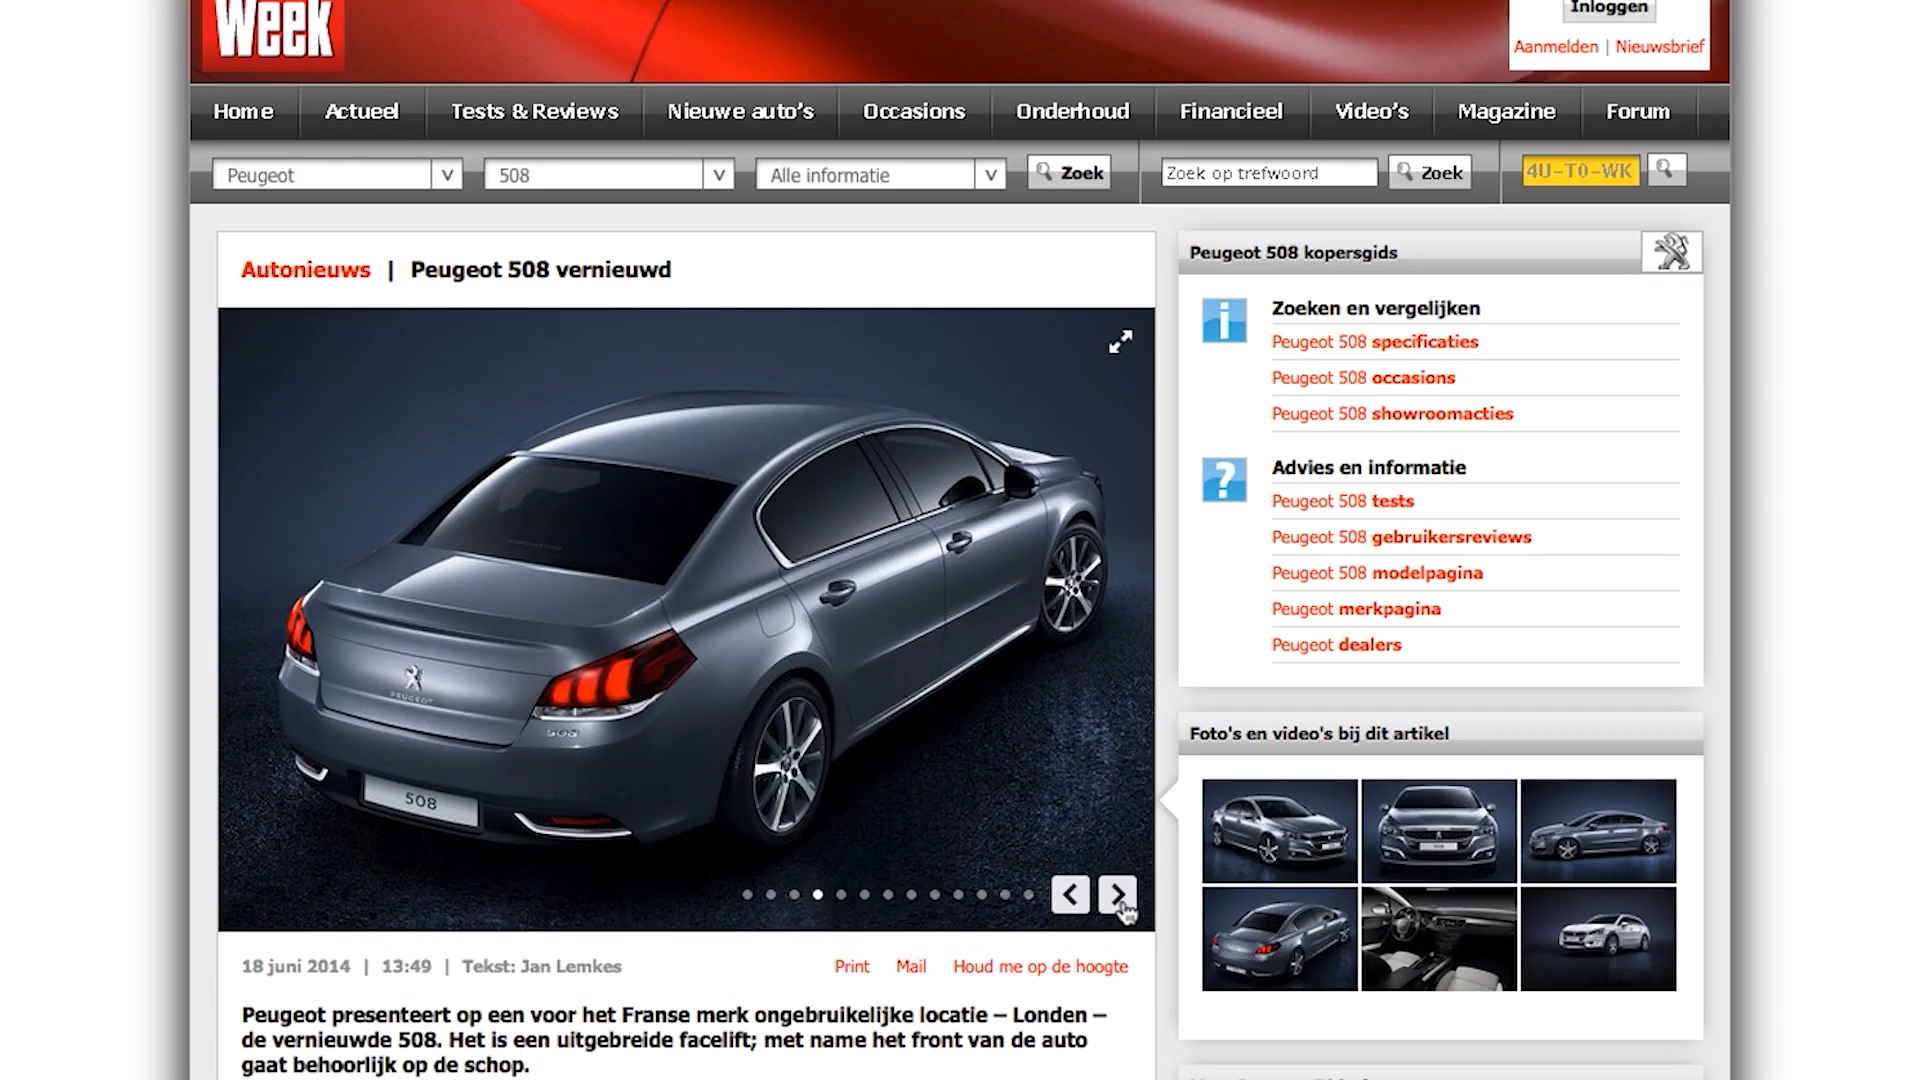 Week
Inloggen
Aanmelden | Nieuwsbrief
Home Actueel Tests & Reviews Nieuwe auto's Occasions Onderhoud Financieel Video's Magazine Forum
Peugeot 508 Alle informatie Zoek Zoek op trefwoord Zoek 4U-T0-WK
Autonieuws | Peugeot 508 vernieuwd
PEUGEOT
508
508
18 juni 2014 | 13:49 | Tekst: Jan Lemkes Print Mail Houd me op de hoogte
Peugeot presenteert op een voor het Franse merk ongebruikelijke locatie – Londen –
de vernieuwde 508. Het is een uitgebreide facelift; met name het front van de auto
gaat behoorlijk op de schop.
Peugeot 508 kopersgids
Zoeken en vergelijken
Peugeot 508 specificaties
Peugeot 508 occasions
Peugeot 508 showroomacties
Advies en informatie
Peugeot 508 tests
Peugeot 508 gebruikersreviews
Peugeot 508 modelpagina
Peugeot merkpagina
Peugeot dealers
Foto's en video's bij dit artikel